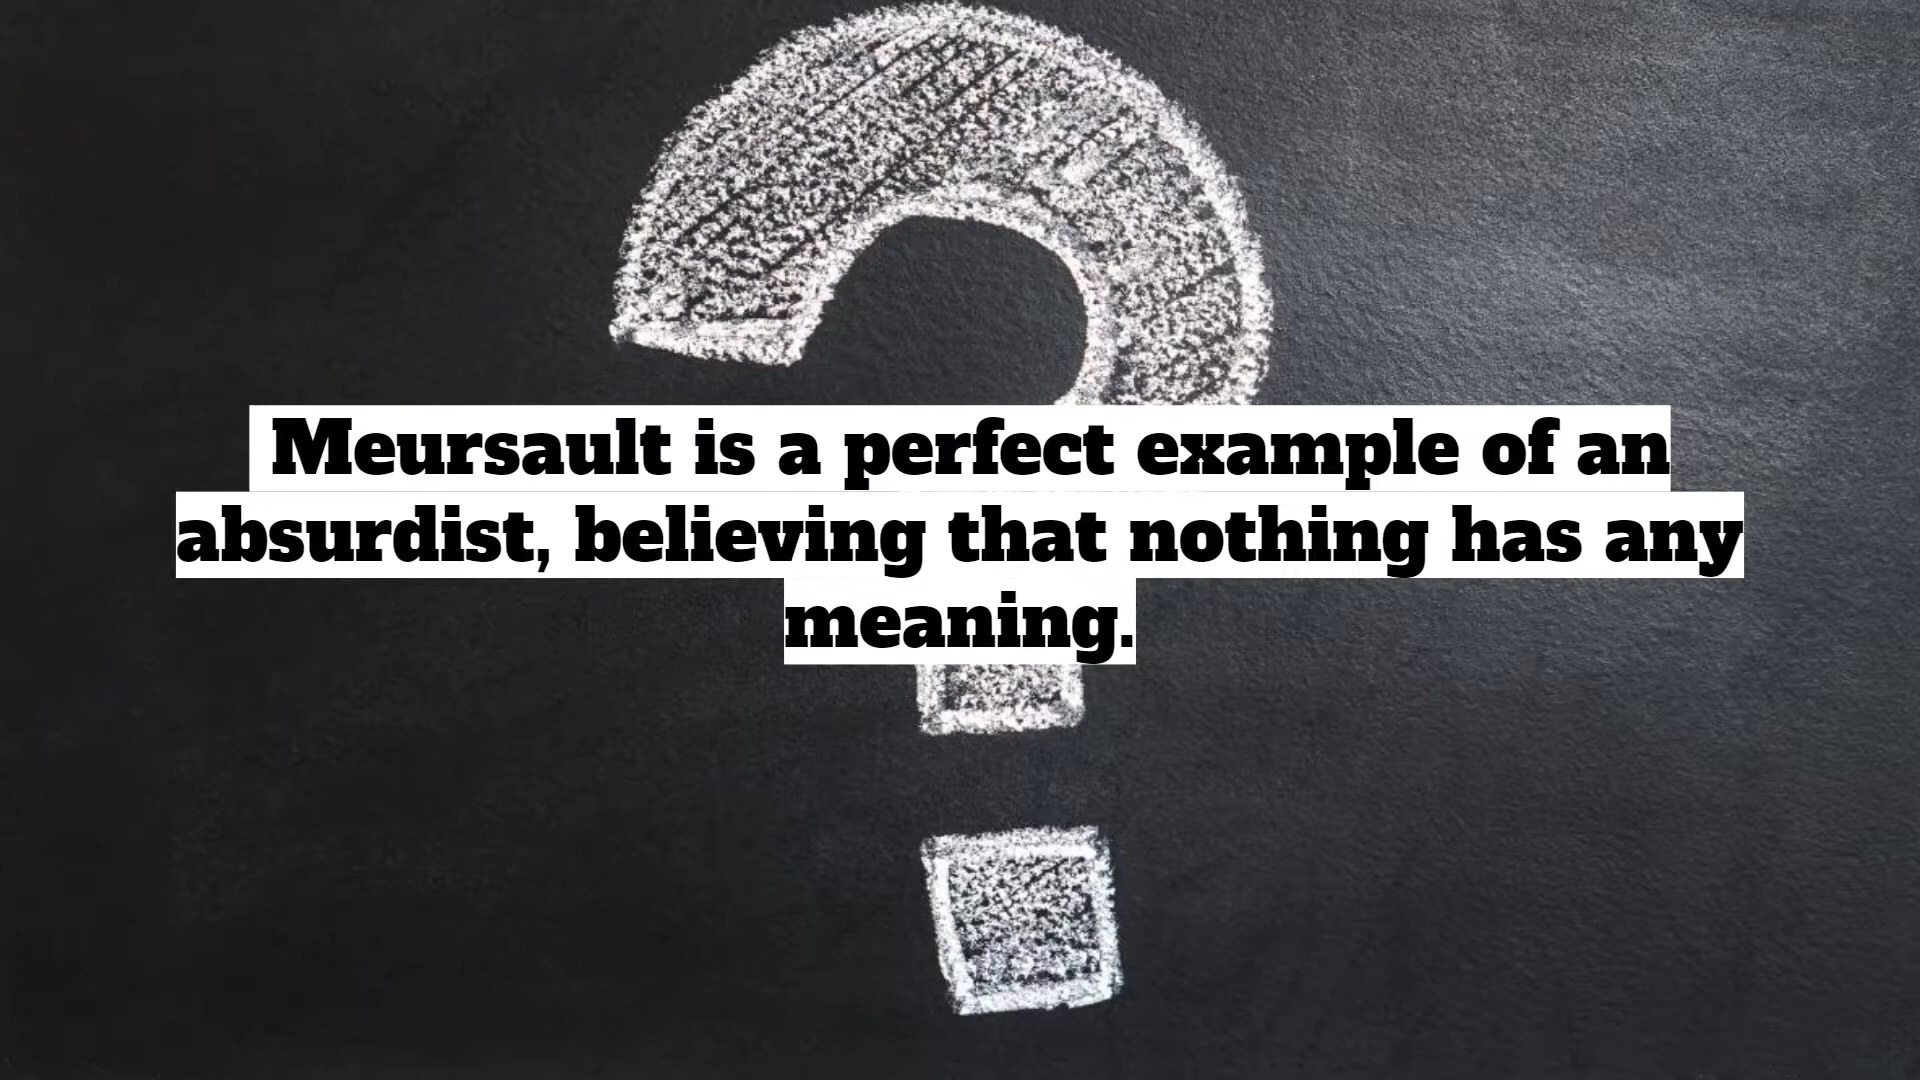 Meursault is a perfect example of an
absurdist, believing that nothing has any
meaning.